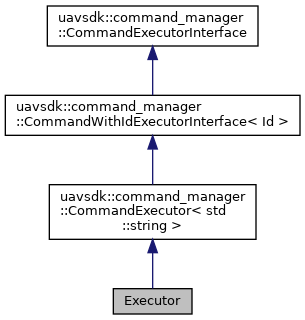 uavsdk::command_manager
::CommandExecutorInterface
uavsdk::command_manager
::CommandWithIdExecutorInterface< Id >
uavsdk::command_manager
::CommandExecutor< std
::string >
Executor